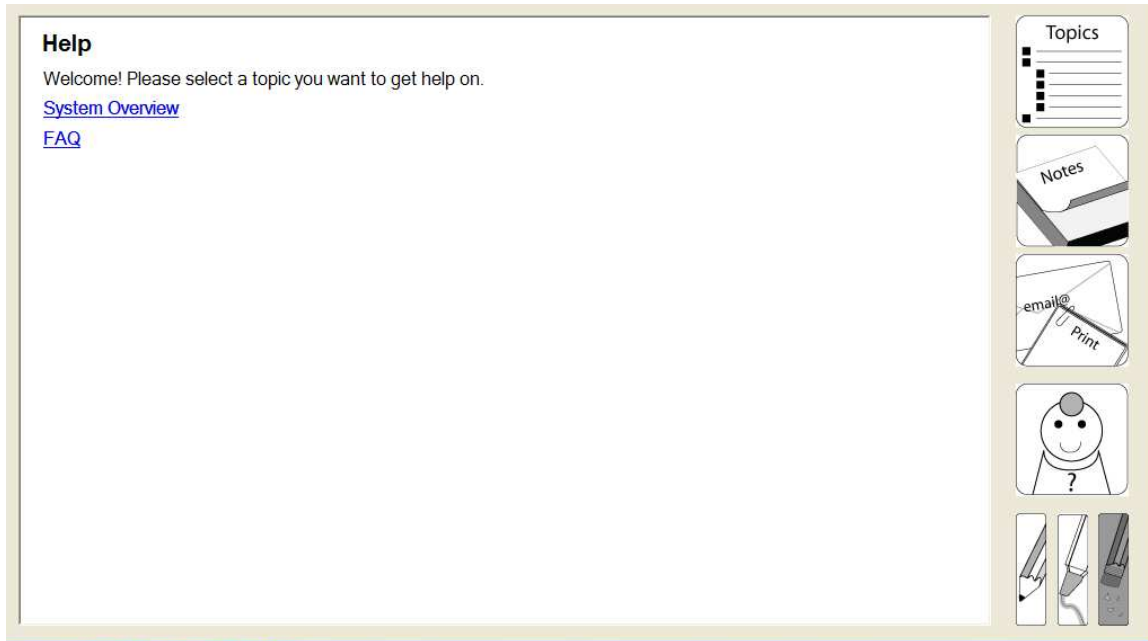 Help
Welcome! Please select a topic you want to get help on.
System Overview
FAQ
Topics
Notes
email@
Print
?